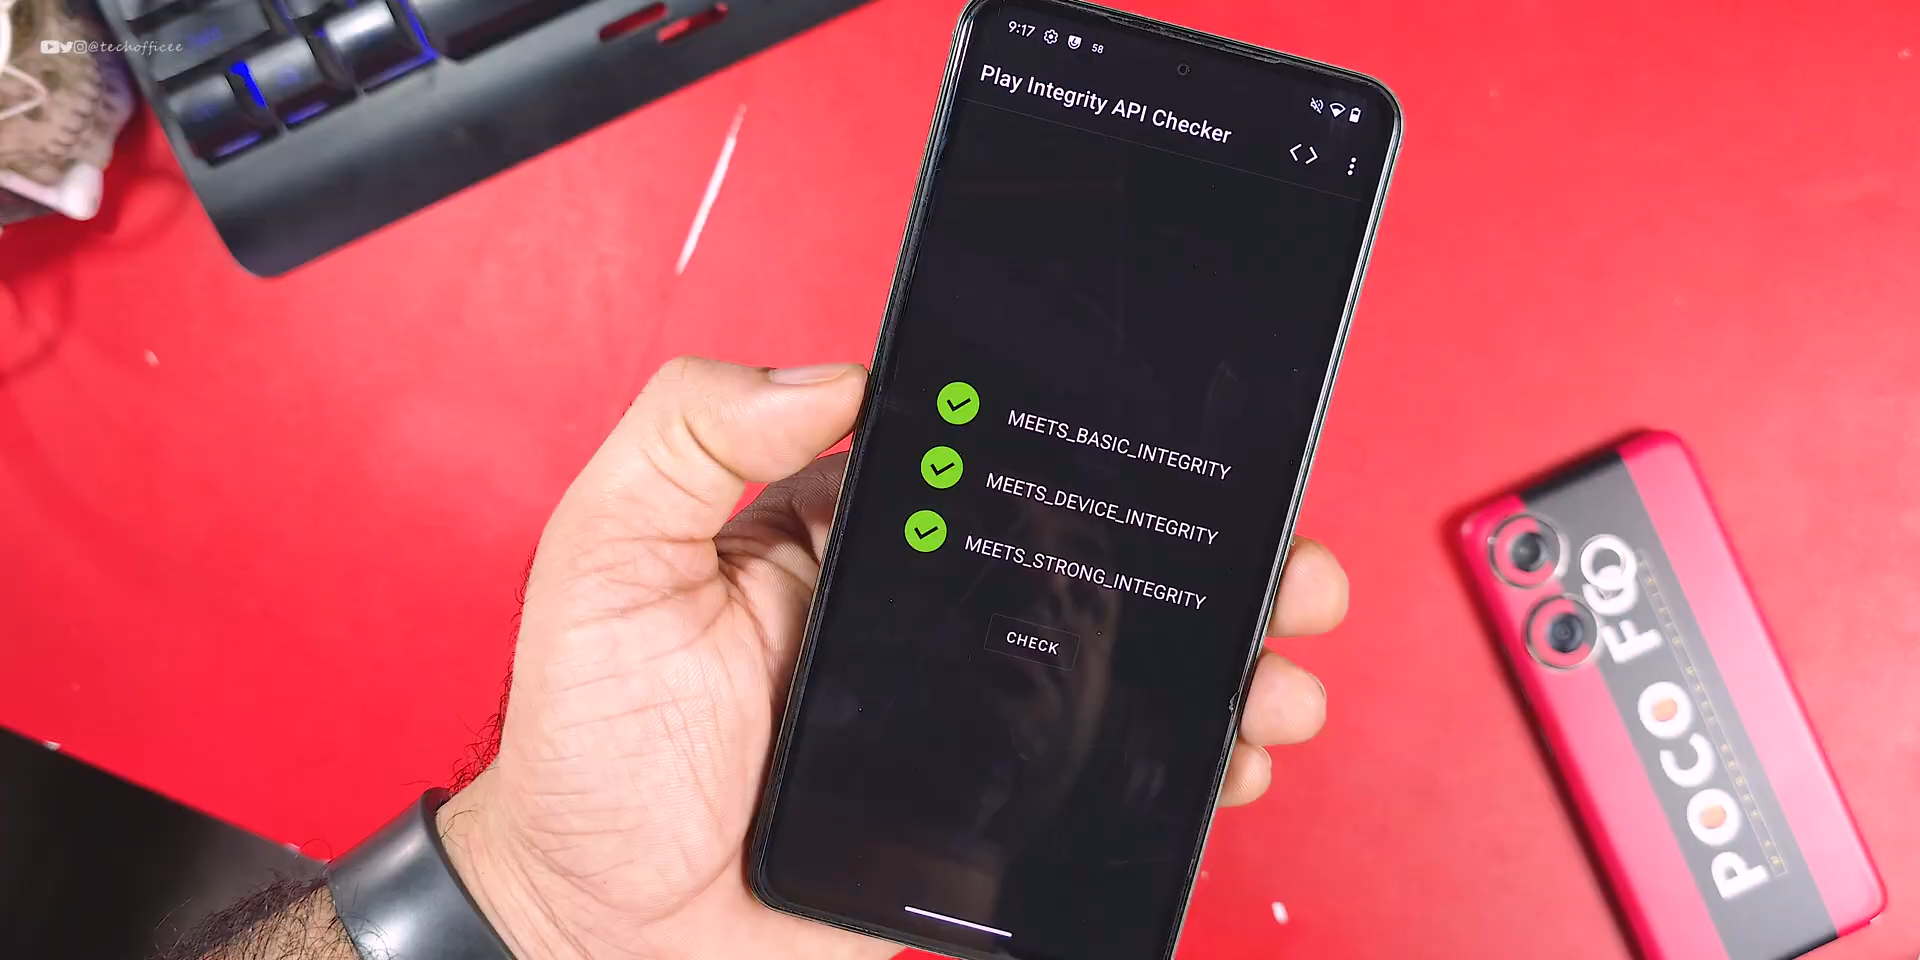 @techofficee
9:17
58
Play Integrity API Checker
MEETS_BASIC_INTEGRITY
MEETS_DEVICE_INTEGRITY
MEETS_STRONG_INTEGRITY
CHECK
POCO